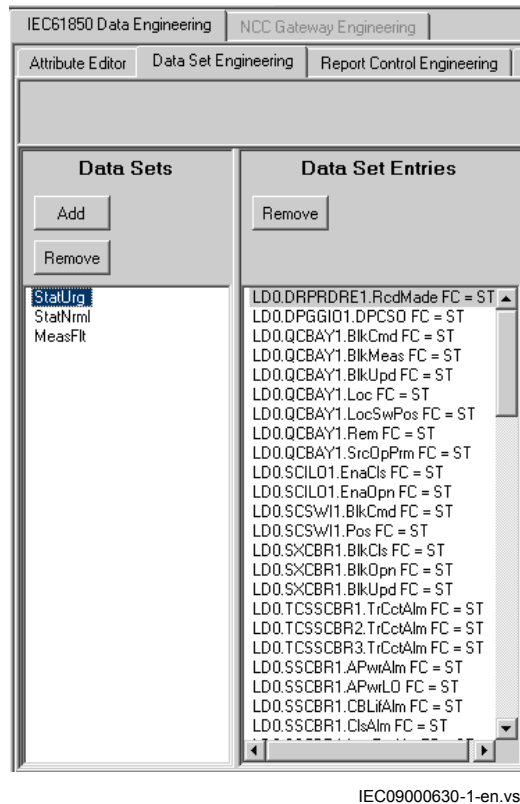 IEC61850 Data Engineering
NCC Gateway Engineering
Attribute Editor
Data Set Engineering
Report Control Engineering
Data Sets
Add
Remove
StatUrg
StatNrml
MeasFlt
Data Set Entries
Remove
LD0.DRPRDRE1.RcdMade FC = ST
LD0.DPGGIO1.DPCSO FC = ST
LD0.QCBAY1.BlkCmd FC = ST
LD0.QCBAY1.BlkMeas FC = ST
LD0.QCBAY1.BlkUpd FC = ST
LD0.QCBAY1.Loc FC = ST
LD0.QCBAY1.LocSwPos FC = ST
LD0.QCBAY1.Rem FC = ST
LD0.QCBAY1.SrcOpPrm FC = ST
LD0.SCILO1.EnaCls FC = ST
LD0.SCILO1.EnaOpn FC = ST
LD0.SCSWI1.BlkCmd FC = ST
LD0.SCSWI1.Pos FC = ST
LD0.SXCBR1.BlkCls FC = ST
LD0.SXCBR1.BlkOpn FC = ST
LD0.SXCBR1.BlkUpd FC = ST
LD0.TCSSCBR1.TrCctAlm FC = ST
LD0.TCSSCBR2.TrCctAlm FC = ST
LD0.TCSSCBR3.TrCctAlm FC = ST
LD0.SSCBR1.APwrAlm FC = ST
LD0.SSCBR1.APwrLO FC = ST
LD0.SSCBR1.CBLifAlm FC = ST
LD0.SSCBR1.ClsAlm FC = ST
IEC09000630-1-en.vs